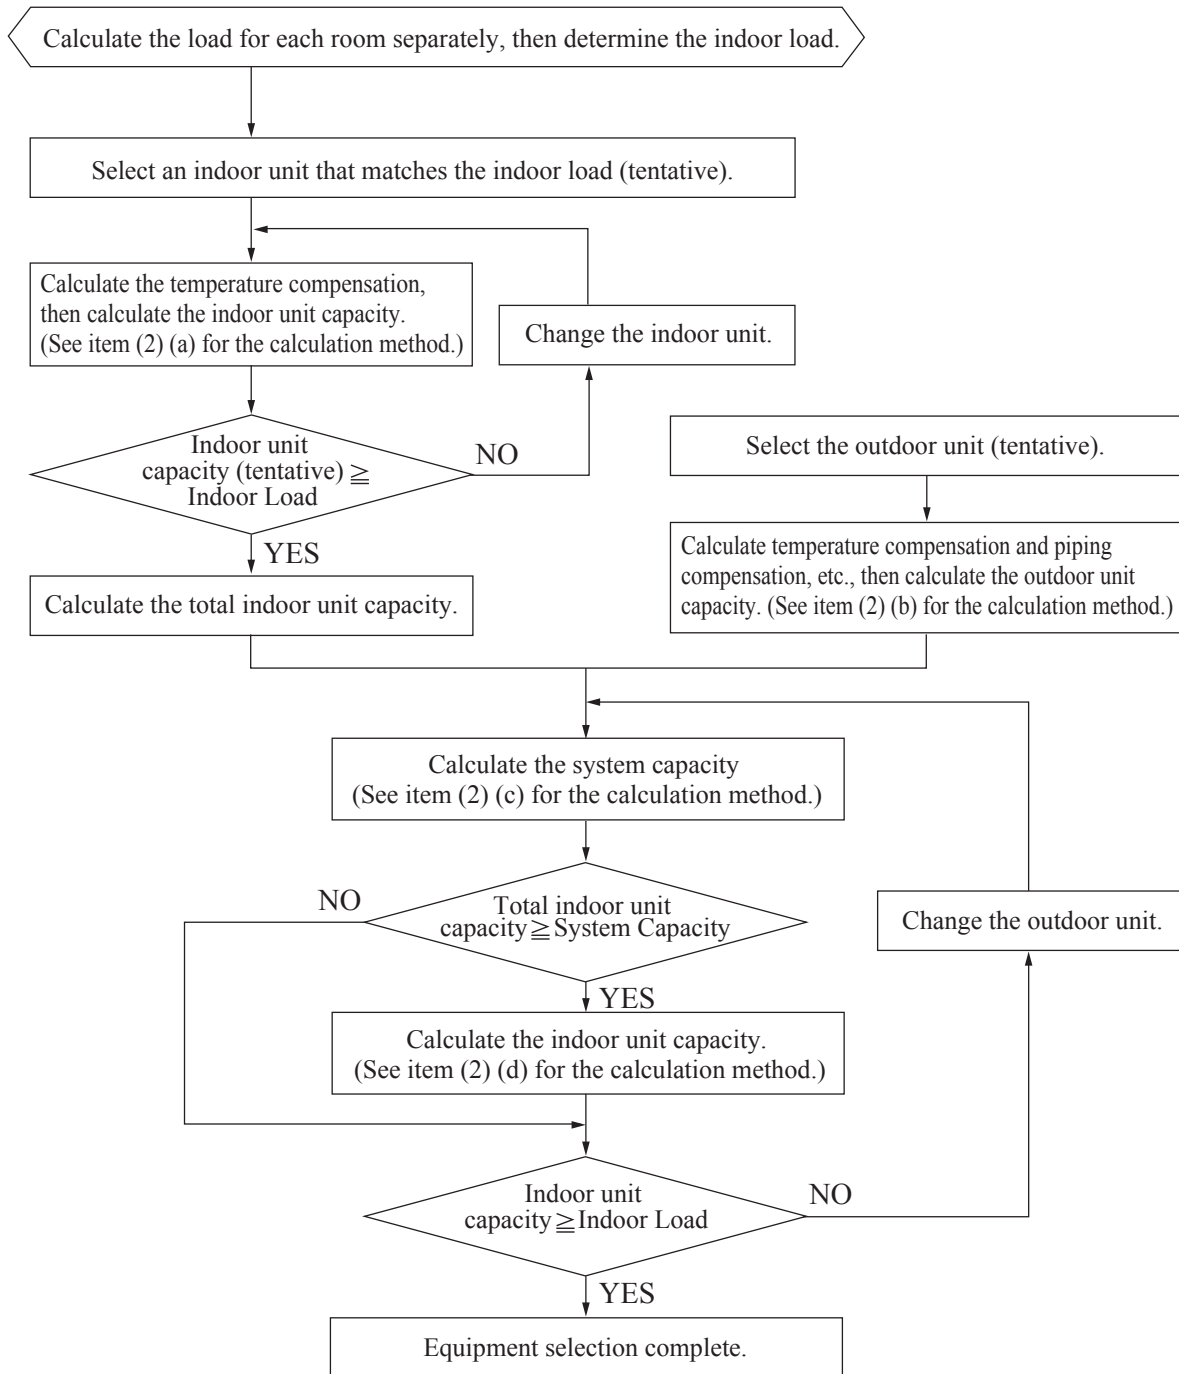 Calculate the load for each room separately, then determine the indoor load.
Select an indoor unit that matches the indoor load (tentative).
Calculate the temperature compensation,
then calculate the indoor unit capacity.
(See item (2) (a) for the calculation method.)
Change the indoor unit.
Indoor unit
capacity (tentative) ≧
Indoor Load
NO
YES
Calculate the total indoor unit capacity.
Select the outdoor unit (tentative).
Calculate temperature compensation and piping
compensation, etc., then calculate the outdoor unit
capacity. (See item (2) (b) for the calculation method.)
Calculate the system capacity
(See item (2) (c) for the calculation method.)
NO
Total indoor unit
capacity≧System Capacity
Change the outdoor unit.
YES
Calculate the indoor unit capacity.
(See item (2) (d) for the calculation method.)
Indoor unit
capacity≧Indoor Load
NO
YES
Equipment selection complete.